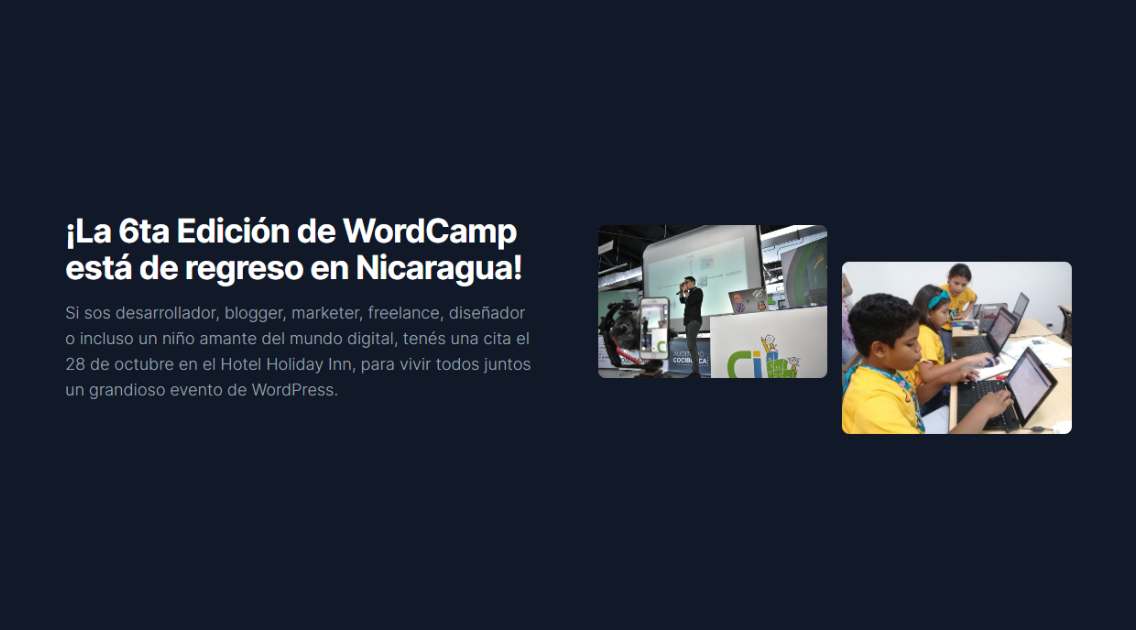 ¡La 6ta Edición de WordCamp
está de regreso en Nicaragua!
Si sos desarrollador, blogger, marketer, freelance, diseñador
o incluso un niño amante del mundo digital, tenés una cita el
28 de octubre en el Hotel Holiday Inn, para vivir todos juntos
un grandioso evento de WordPress.